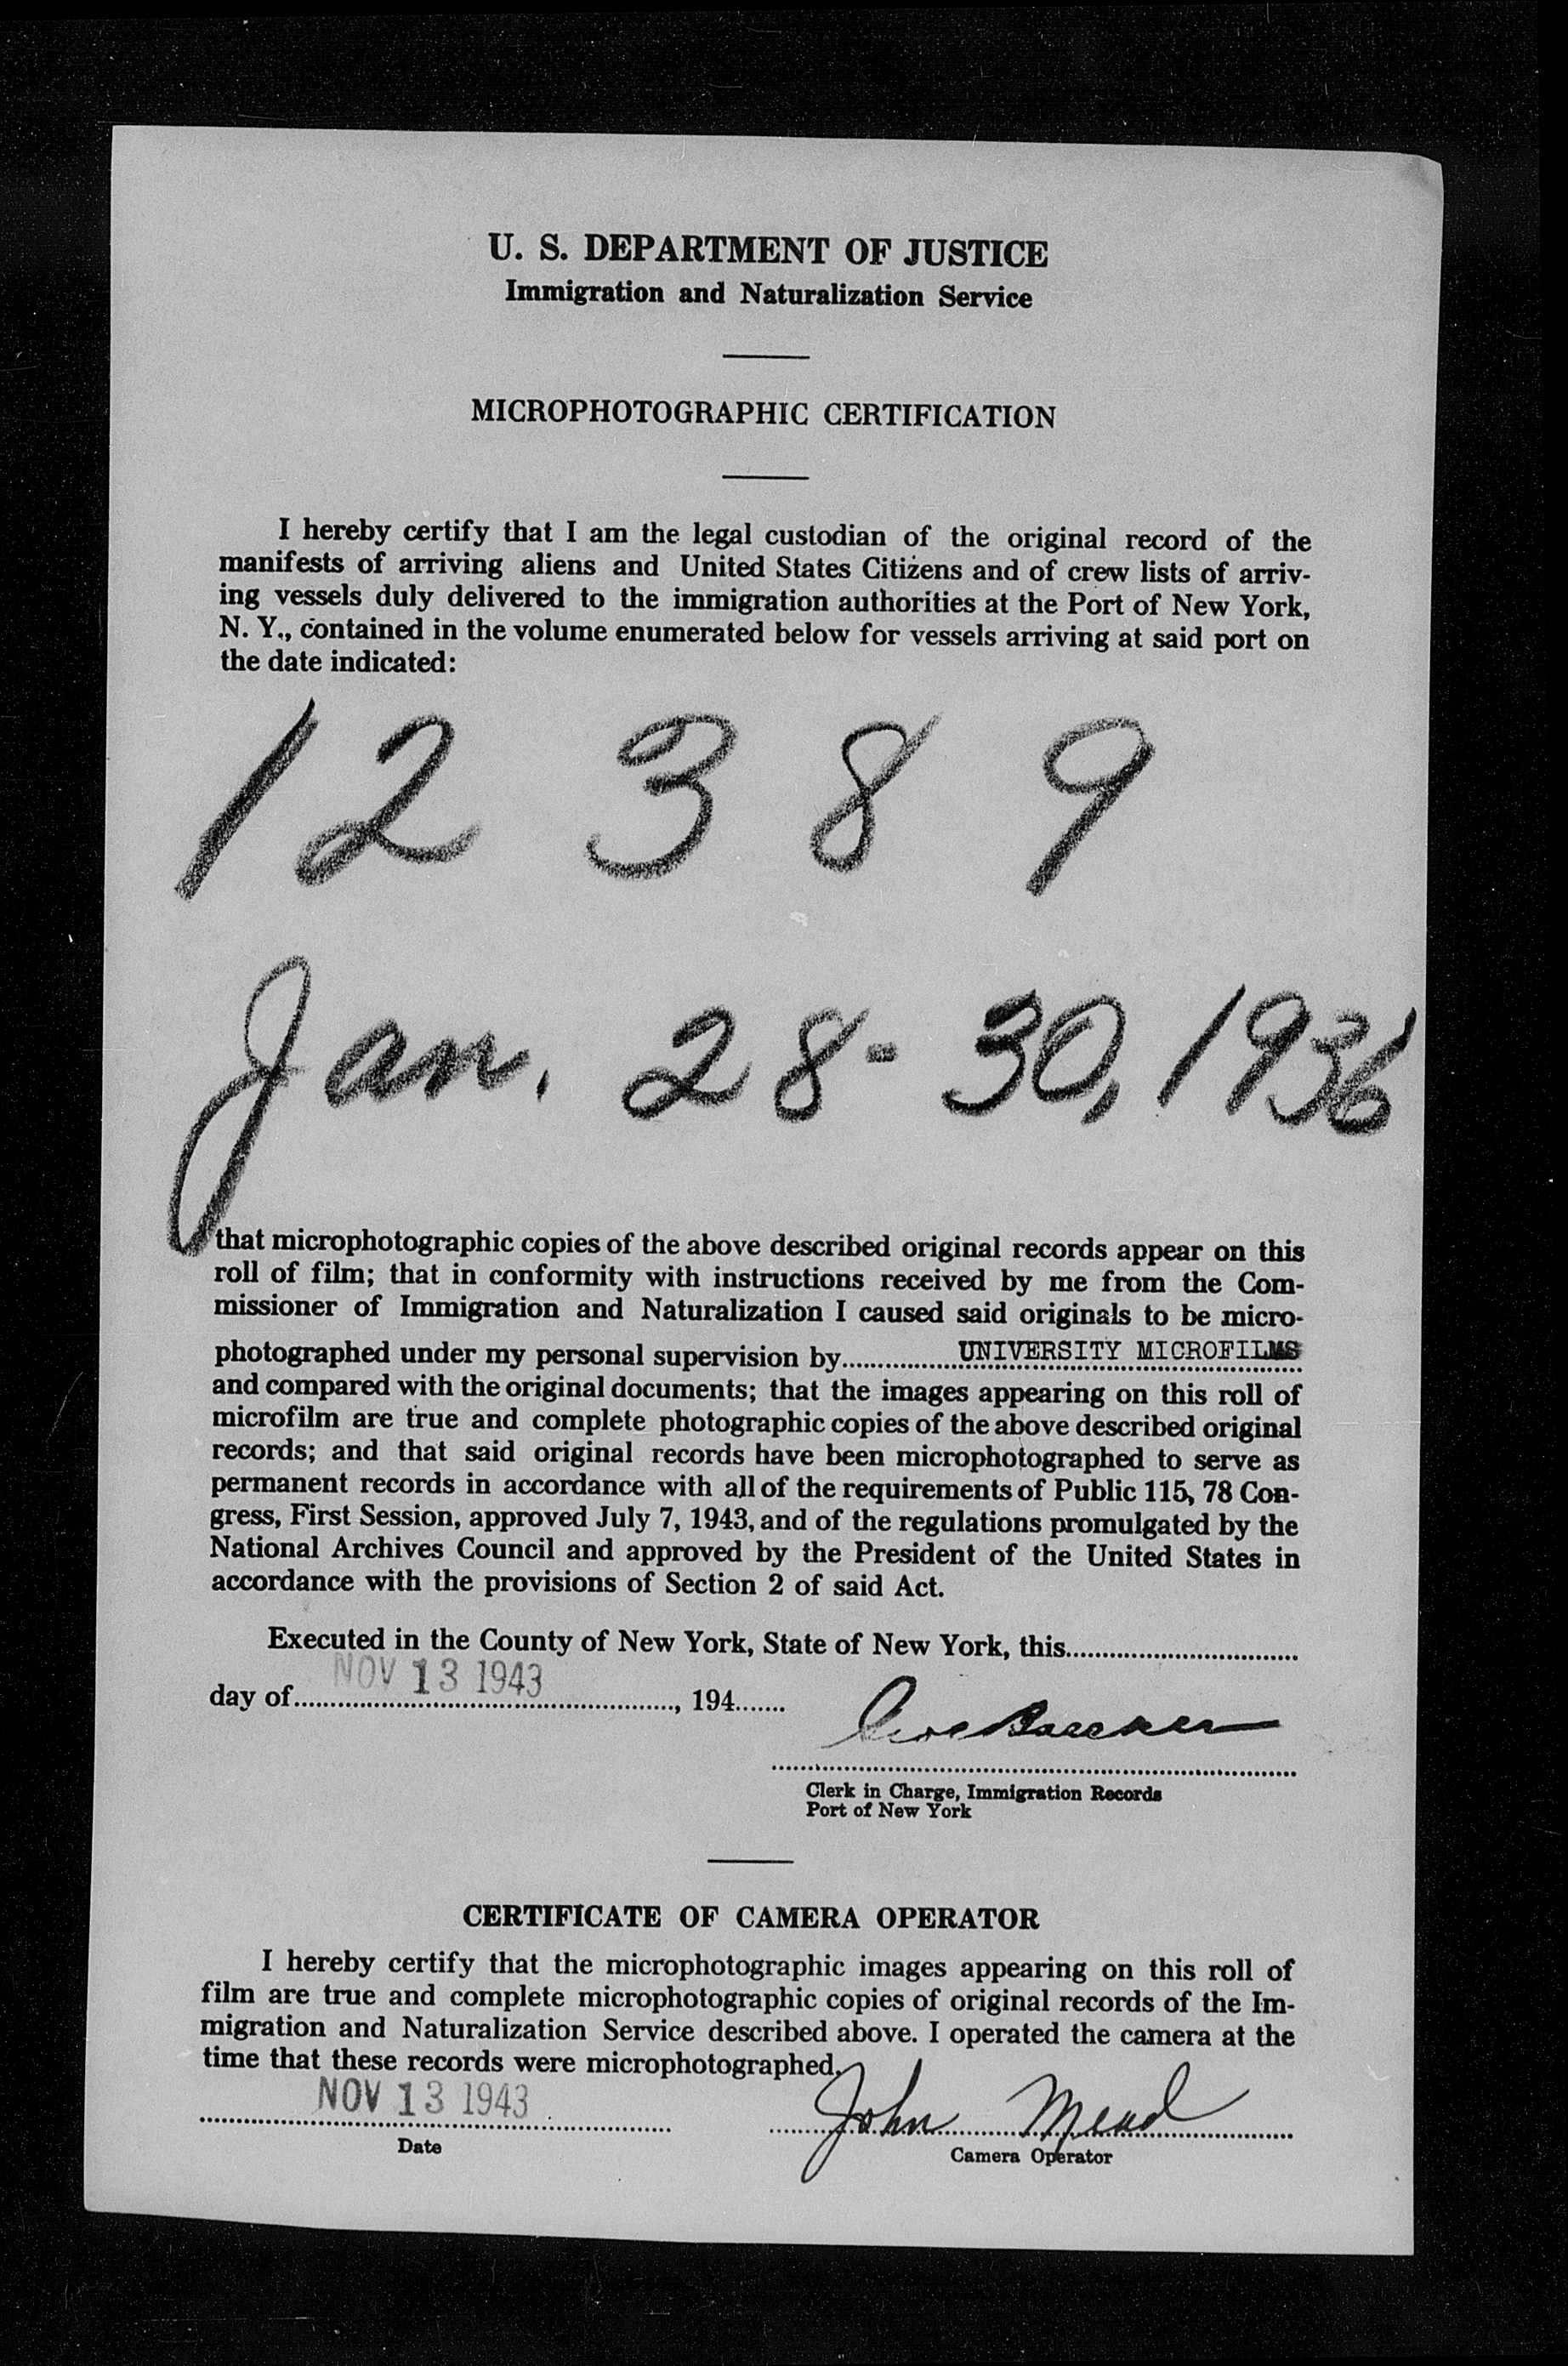 U. S. DEPARTMENT OF JUSTICE
Immigration and Naturalization Service
MICROPHOTOGRAPHIC CERTIFICATION
I hereby certify that I am the legal custodian of the original record of the
manifests of arriving aliens and United States Citizens and of crew lists of arriv-
ing vessels duly delivered to the immigration authorities at the Port of New York,
N. Y., contained in the volume enumerated below for vessels arriving at said port on
the date indicated:
12389
Jan. 28-30, 1936
that microphotographic copies of the above described original records appear on this
roll of film; that in conformity with instructions received by me from the Com-
missioner of Immigration and Naturalization I caused said originals to be micro-
photographed under my personal supervision by UNIVERSITY MICROFILMS
and compared with the original documents; that the images appearing on this roll of
microfilm are true and complete photographic copies of the above described original
records; and that said original records have been microphotographed to serve as
permanent records in accordance with all of the requirements of Public 115, 78 Con-
gress, First Session, approved July 7, 1943, and of the regulations promulgated by the
National Archives Council and approved by the President of the United States in
accordance with the provisions of Section 2 of said Act.
Executed in the County of New York, State of New York, this
NOV 13 1943
day of, 194
Clerk in Charge, Immigration Records
Port of New York
CERTIFICATE OF CAMERA OPERATOR
I hereby certify that the microphotographic images appearing on this roll of
film are true and complete microphotographic copies of original records of the Im-
migration and Naturalization Service described above. I operated the camera at the
time that these records were microphotographed.
NOV 13 1943 John Mead
Date Camera Operator